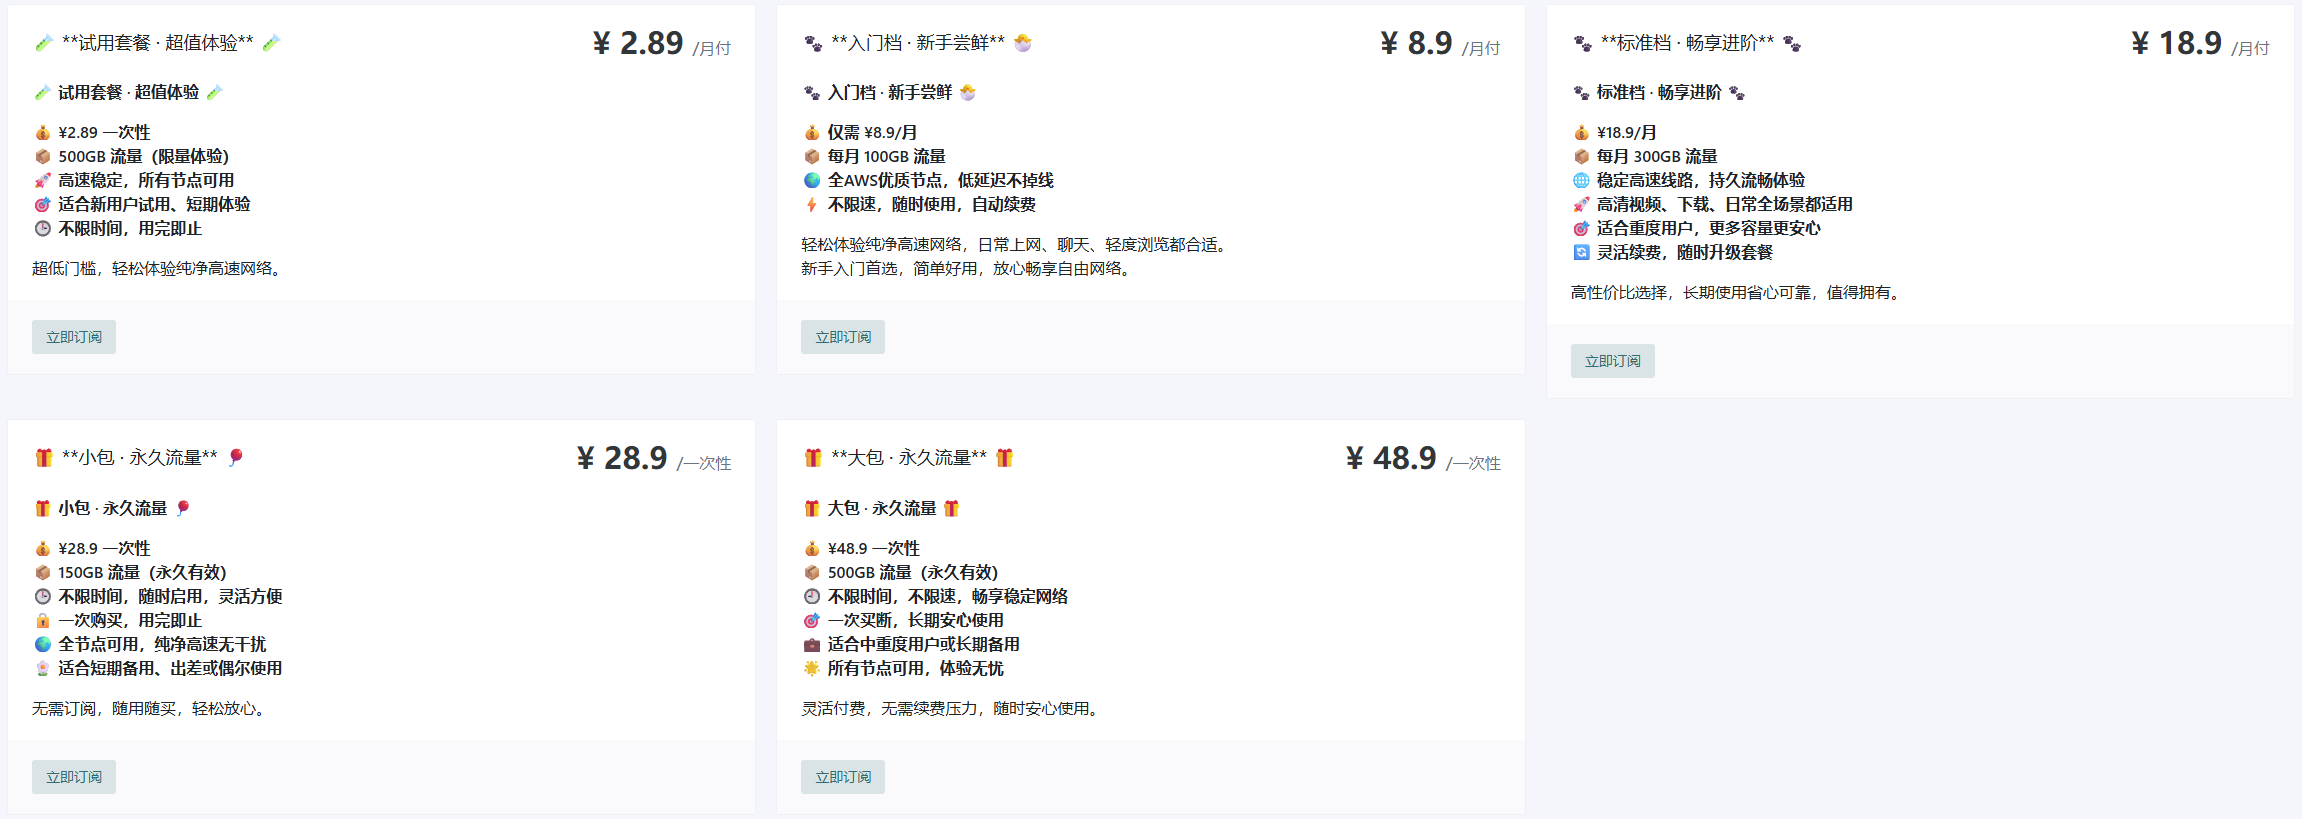 **试用套餐 · 超值体验**
¥ 2.89 /月付
试用套餐 · 超值体验
¥2.89 一次性
500GB 流量（限量体验）
高速稳定，所有节点可用
适合新用户试用、短期体验
不限时间，用完即止
超低门槛，轻松体验纯净高速网络。
立即订阅
**入门档 · 新手尝鲜**
¥ 8.9 /月付
入门档 · 新手尝鲜
仅需 ¥8.9/月
每月 100GB 流量
全AWS优质节点，低延迟不掉线
不限速，随时使用，自动续费
轻松体验纯净高速网络，日常上网、聊天、轻度浏览都合适。
新手入门首选，简单好用，放心畅享自由网络。
立即订阅
**标准档 · 畅享进阶**
¥ 18.9 /月付
标准档 · 畅享进阶
¥18.9/月
每月 300GB 流量
稳定高速线路，持久流畅体验
高清视频、下载、日常全场景都适用
适合重度用户，更多容量更安心
灵活续费，随时升级套餐
高性价比选择，长期使用省心可靠，值得拥有。
立即订阅
**小包 · 永久流量**
¥ 28.9 /一次性
小包 · 永久流量
¥28.9 一次性
150GB 流量（永久有效）
不限时间，随时启用，灵活方便
一次购买，用完即止
全节点可用，纯净高速无干扰
适合短期备用、出差或偶尔使用
无需订阅，随用随买，轻松放心。
立即订阅
**大包 · 永久流量**
¥ 48.9 /一次性
大包 · 永久流量
¥48.9 一次性
500GB 流量（永久有效）
不限时间，不限速，畅享稳定网络
一次买断，长期安心使用
适合中重度用户或长期备用
所有节点可用，体验无忧
灵活付费，无需续费压力，随时安心使用。
立即订阅